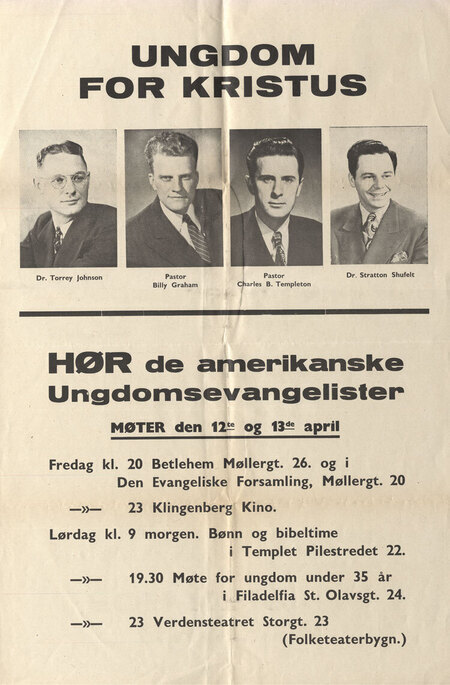 UNGDOM
FOR KRISTUS
Dr. Torrey Johnson
Pastor
Billy Graham
Pastor
Charles B. Templeton
Dr. Stratton Shufelt
HØR de amerikanske
Ungdomsevangelister
MØTER den 12te og 13de april
Fredag kl. 20 Betlehem Møllergt. 26. og i
Den Evangeliske Forsamling, Møllergt. 20
—»— 23 Klingenberg Kino.
Lørdag kl. 9 morgen. Bønn og bibeltime
i Templet Pilestredet 22.
—»— 19.30 Møte for ungdom under 35 år
i Filadelfia St. Olavsgt. 24.
—»— 23 Verdensteatret Storgt. 23
(Folketeaterbygn.)